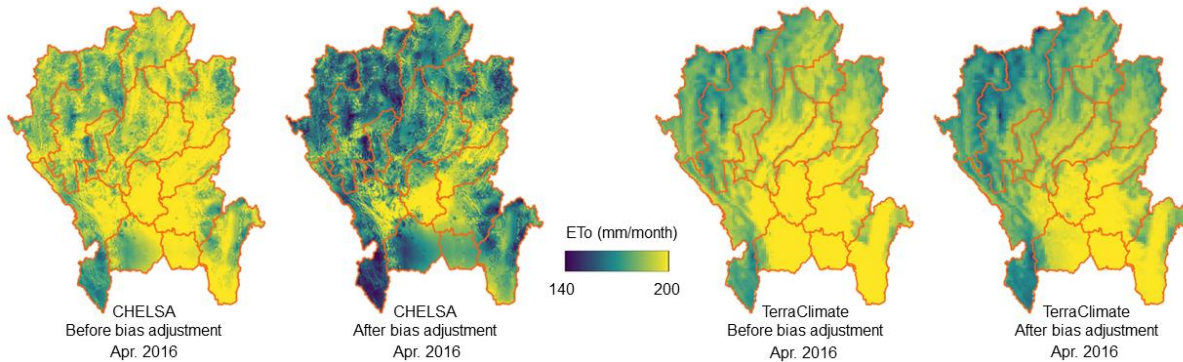 ETo (mm/month)
140 200
CHELSA
Before bias adjustment
Apr. 2016
CHELSA
After bias adjustment
Apr. 2016
TerraClimate
Before bias adjustment
Apr. 2016
TerraClimate
After bias adjustment
Apr. 2016